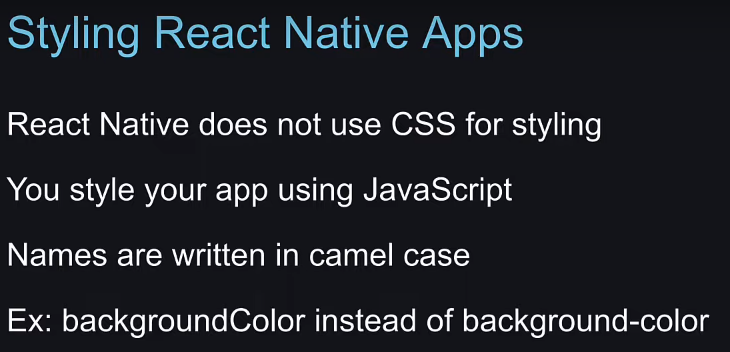 Styling React Native Apps
React Native does not use CSS for styling
You style your app using JavaScript
Names are written in camel case
Ex: backgroundColor instead of background-color